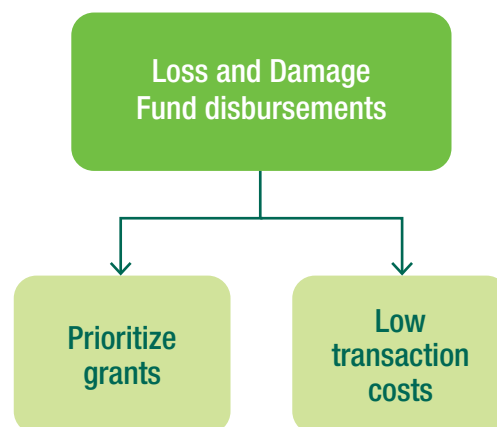 Loss and Damage
Fund disbursements
Prioritize
grants
Low
transaction
costs